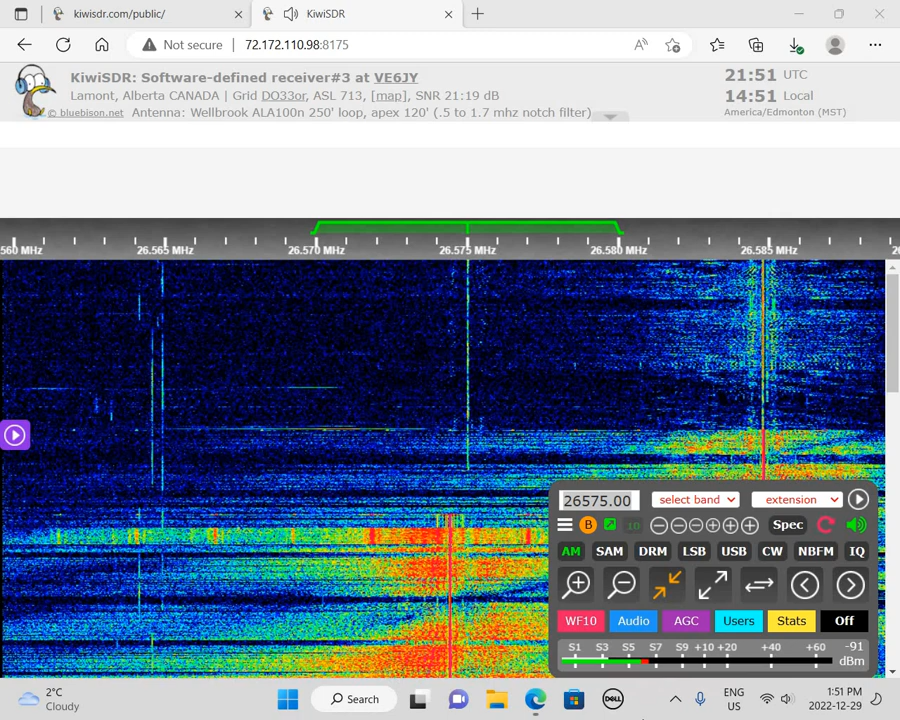 kiwisdr.com/public/
KiwiSDR
Not secure | 72.172.110.98:8175
KiwiSDR: Software-defined receiver#3 at VE6JY
Lamont, Alberta CANADA | Grid DO33or, ASL 713, [map], SNR 21:19 dB
© bluebison.net Antenna: Wellbrook ALA100n 250' loop, apex 120' (.5 to 1.7 mhz notch filter)
21:51 UTC
14:51 Local
America/Edmonton (MST)
560 MHz 26.565 MHz 26.570 MHz 26.575 MHz 26.580 MHz 26.585 MHz 26
26575.00 select band extension
B 10 Spec
AM SAM DRM LSB USB CW NBFM IQ
WF10 Audio AGC Users Stats Off
S1 S3 S5 S7 S9 +10 +20 +40 +60 -91
dBm
2°C
Cloudy
Search
DELL
ENG
US
1:51 PM
2022-12-29